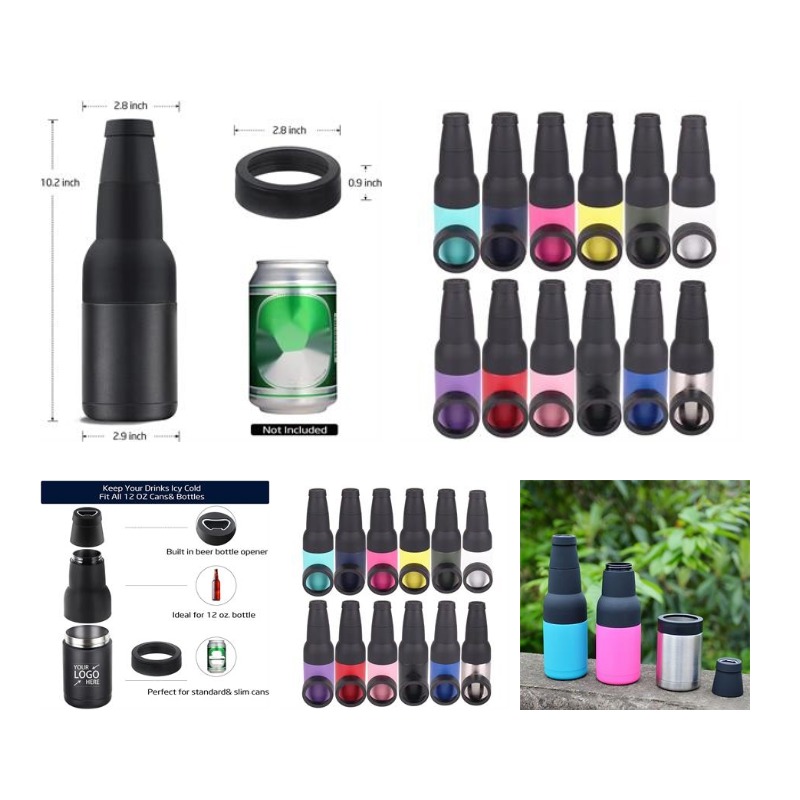 2.8 inch
2.8 inch
10.2 inch
0.9 inch
Not Included
2.9 inch
Keep Your Drinks Icy Cold
Fit All 12 OZ Cans& Bottles
Built in beer bottle opener
Ideal for 12 oz. bottle
YOUR
LOGO
HERE
Perfect for standard& slim cans